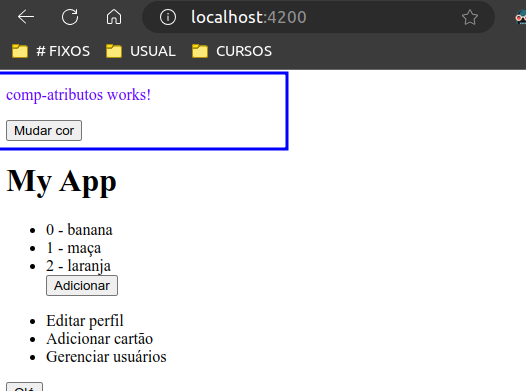 localhost:4200
# FIXOS USUAL CURSOS
comp-atributos works!
Mudar cor
My App
0 - banana
1 - maça
2 - laranja
Adicionar
Editar perfil
Adicionar cartão
Gerenciar usuários